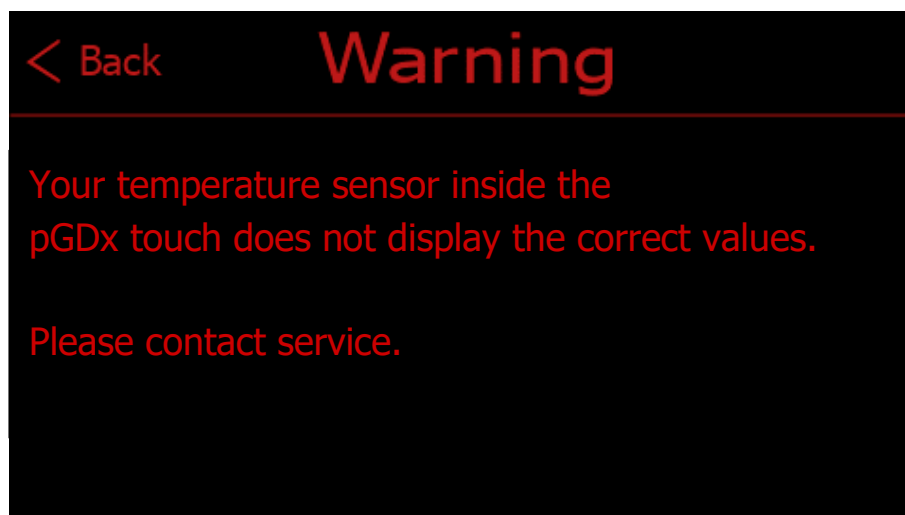 < Back
Warning
Your temperature sensor inside the
pGDx touch does not display the correct values.
Please contact service.